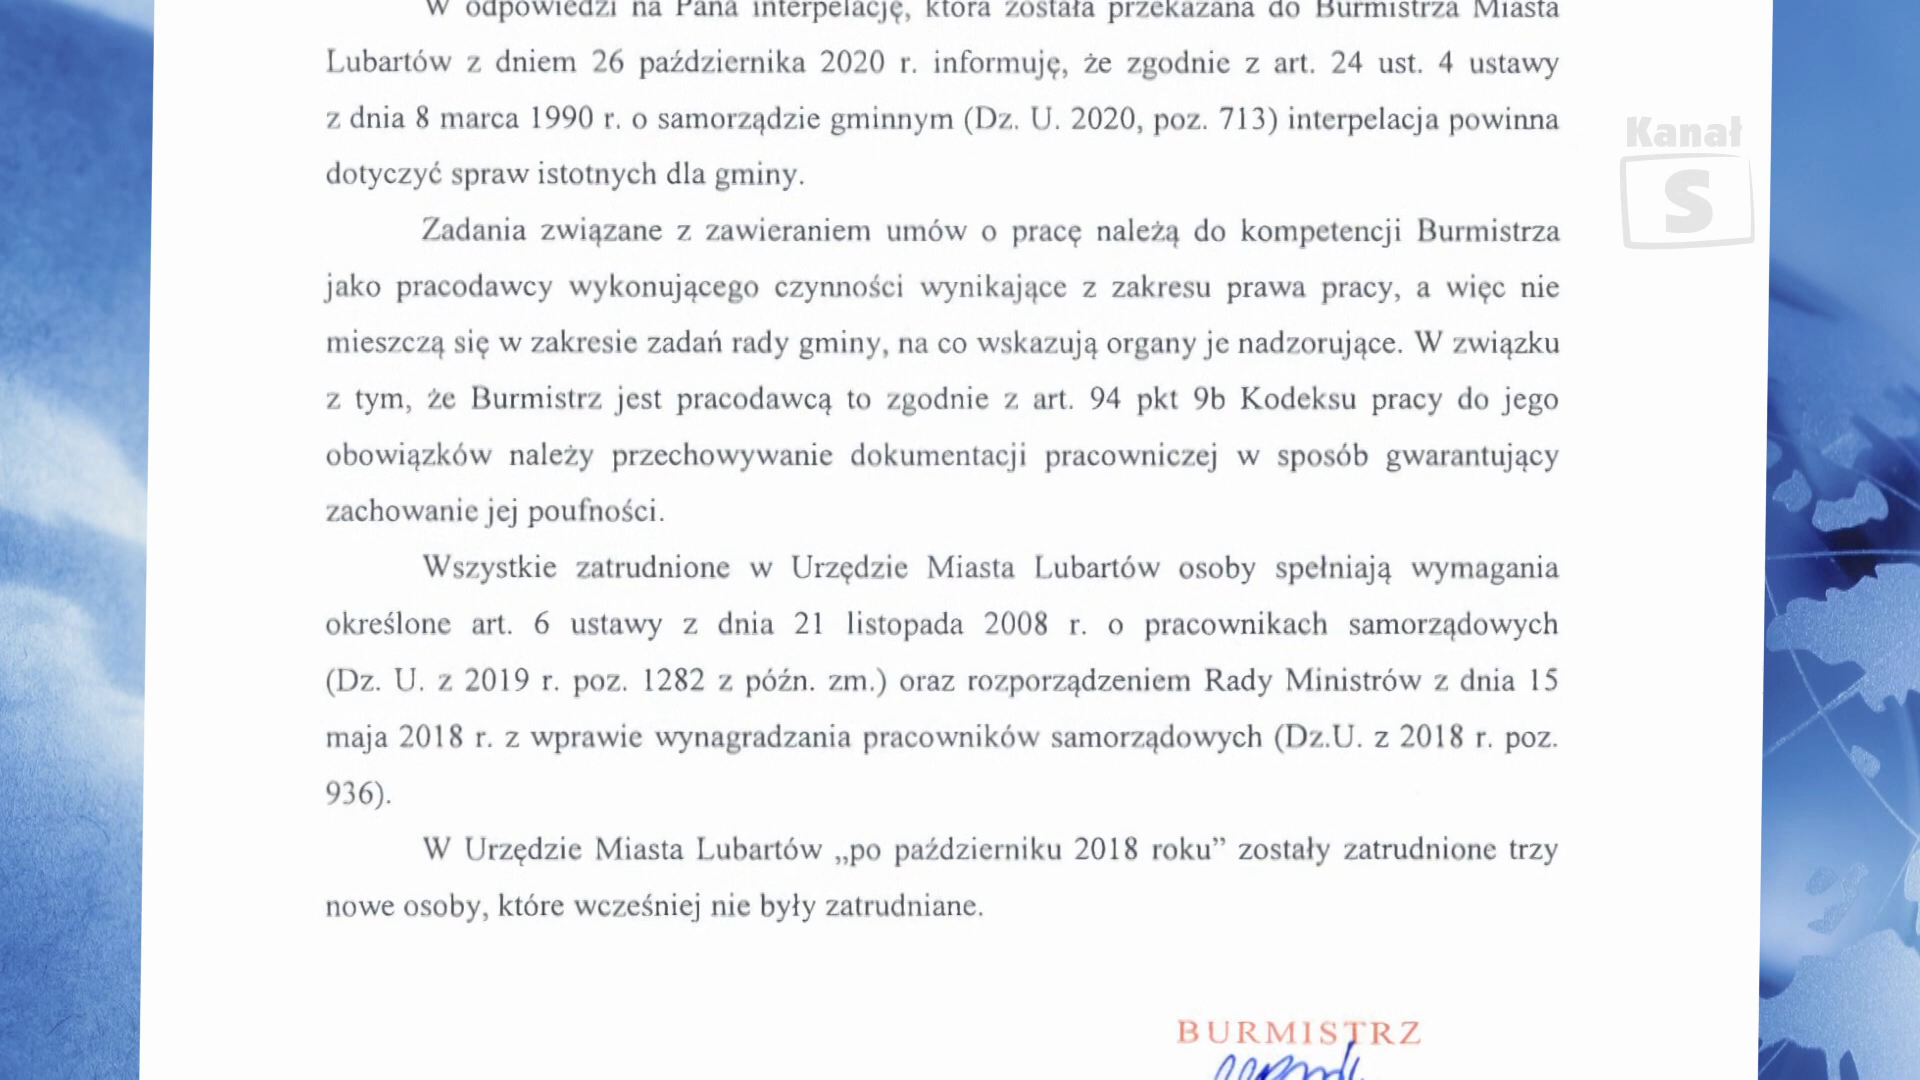 W odpowiedzi na Pana interpelację, która została przekazana do Burmistrza Miasta
Lubartów z dniem 26 października 2020 r. informuję, że zgodnie z art. 24 ust. 4 ustawy
z dnia 8 marca 1990 r. o samorządzie gminnym (Dz. U. 2020, poz. 713) interpelacja powinna
dotyczyć spraw istotnych dla gminy.
Zadania związane z zawieraniem umów o pracę należą do kompetencji Burmistrza
jako pracodawcy wykonującego czynności wynikające z zakresu prawa pracy, a więc nie
mieszczą się w zakresie zadań rady gminy, na co wskazują organy je nadzorujące. W związku
z tym, że Burmistrz jest pracodawcą to zgodnie z art. 94 pkt 9b Kodeksu pracy do jego
obowiązków należy przechowywanie dokumentacji pracowniczej w sposób gwarantujący
zachowanie jej poufności.
Wszystkie zatrudnione w Urzędzie Miasta Lubartów osoby spełniają wymagania
określone art. 6 ustawy z dnia 21 listopada 2008 r. o pracownikach samorządowych
(Dz. U. z 2019 r. poz. 1282 z późn. zm.) oraz rozporządzeniem Rady Ministrów z dnia 15
maja 2018 r. z wprawie wynagradzania pracowników samorządowych (Dz.U. z 2018 r. poz.
936).
W Urzędzie Miasta Lubartów „po październiku 2018 roku” zostały zatrudnione trzy
nowe osoby, które wcześniej nie były zatrudniane.
BURMISTRZ
Kanał
S